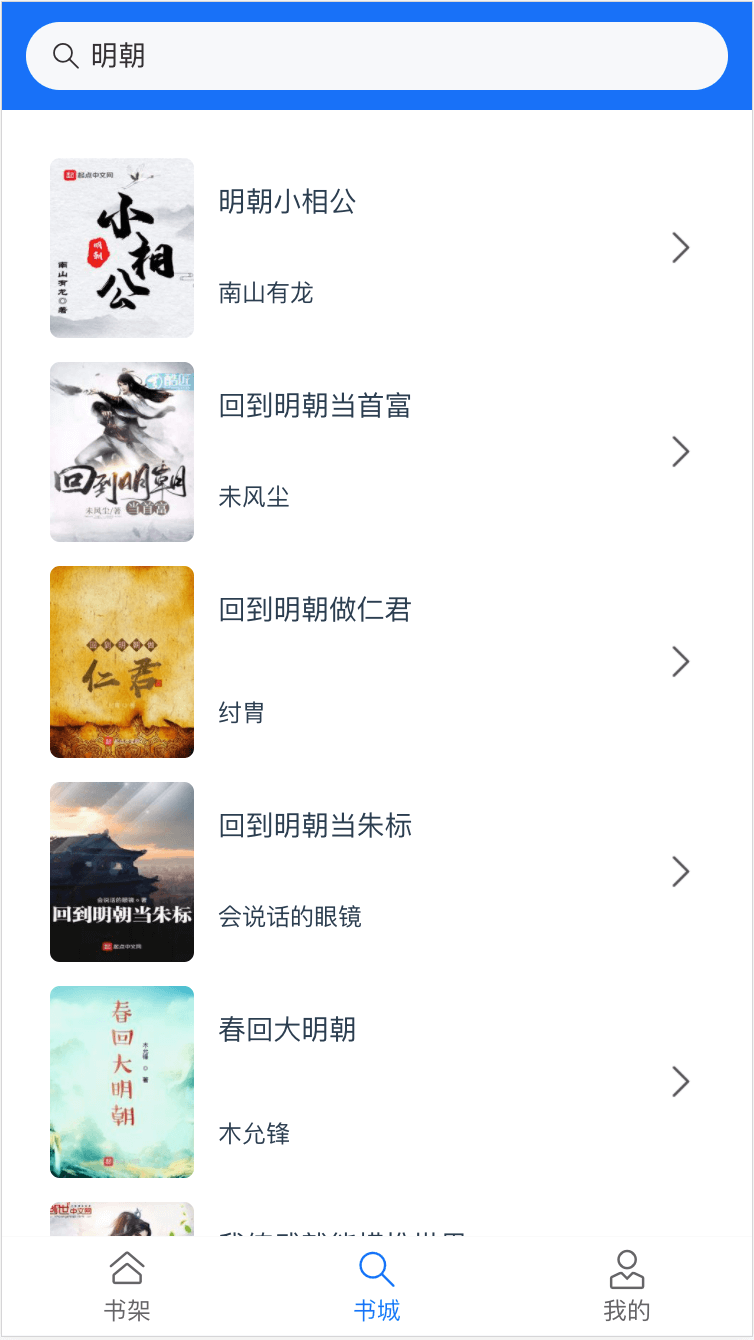 明朝
起点中文网
小相公
明朝
南山有龙◎著
明朝小相公
南山有龙
回到明朝
未风尘/著
当首富
回到明朝当首富
未风尘
仁君
回到明朝做仁君
纣胄
会说话的眼镜
著
回到明朝当朱标
起点中文网
回到明朝当朱标
会说话的眼镜
春回大明朝
木允锋◎著
春回大明朝
木允锋
中文网
书架
书城
我的